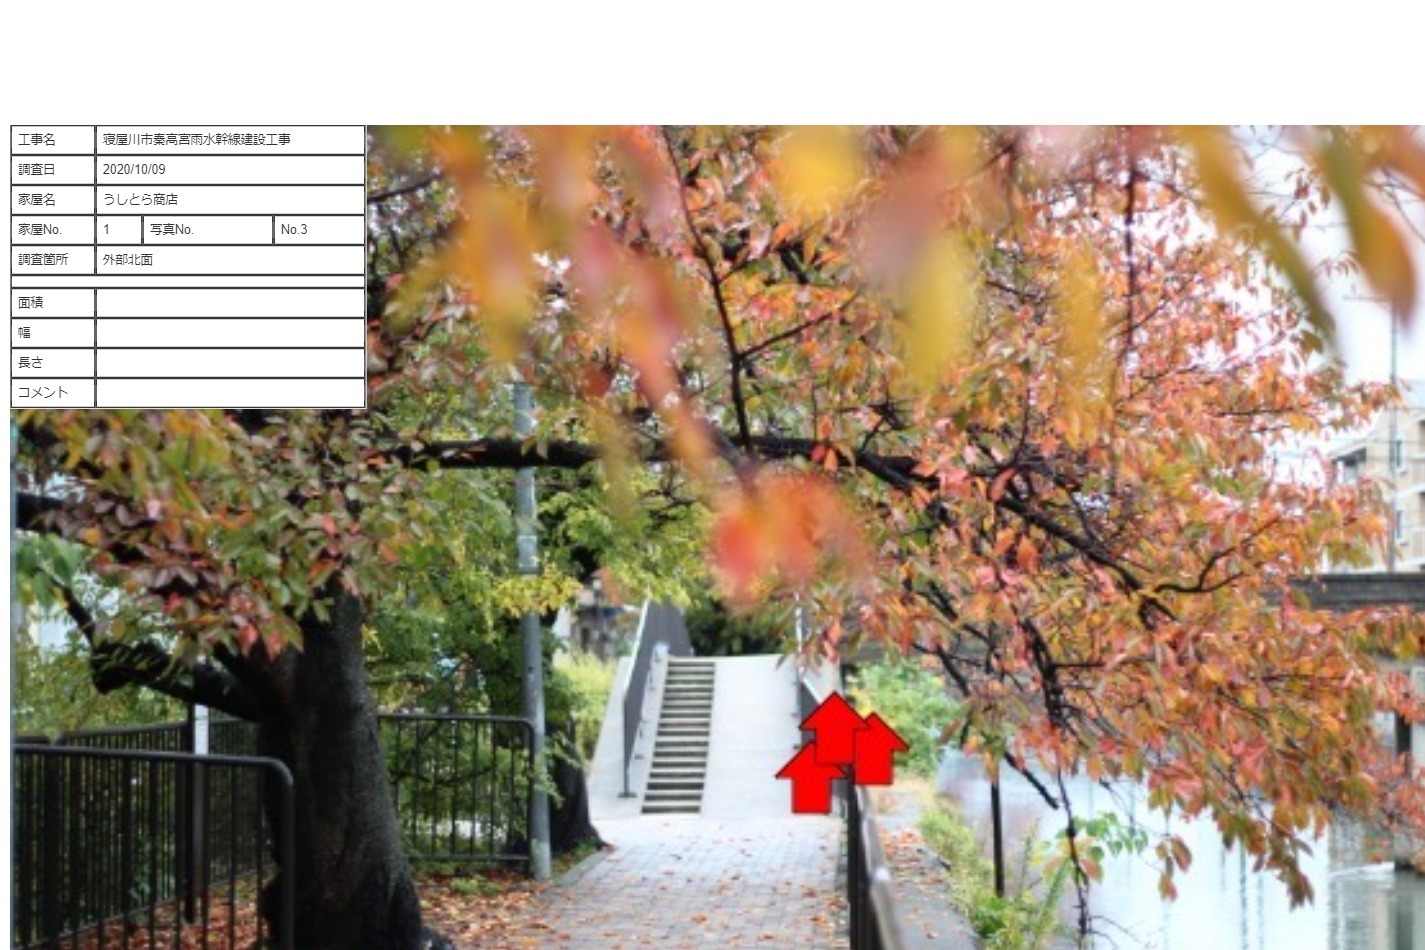 工事名 寝屋川市秦高宮雨水幹線建設工事
調査日 2020/10/09
家屋名 うしとら商店
家屋No. 1 写真No. No.3
調査箇所 外部北面
面積
幅
長さ
コメント